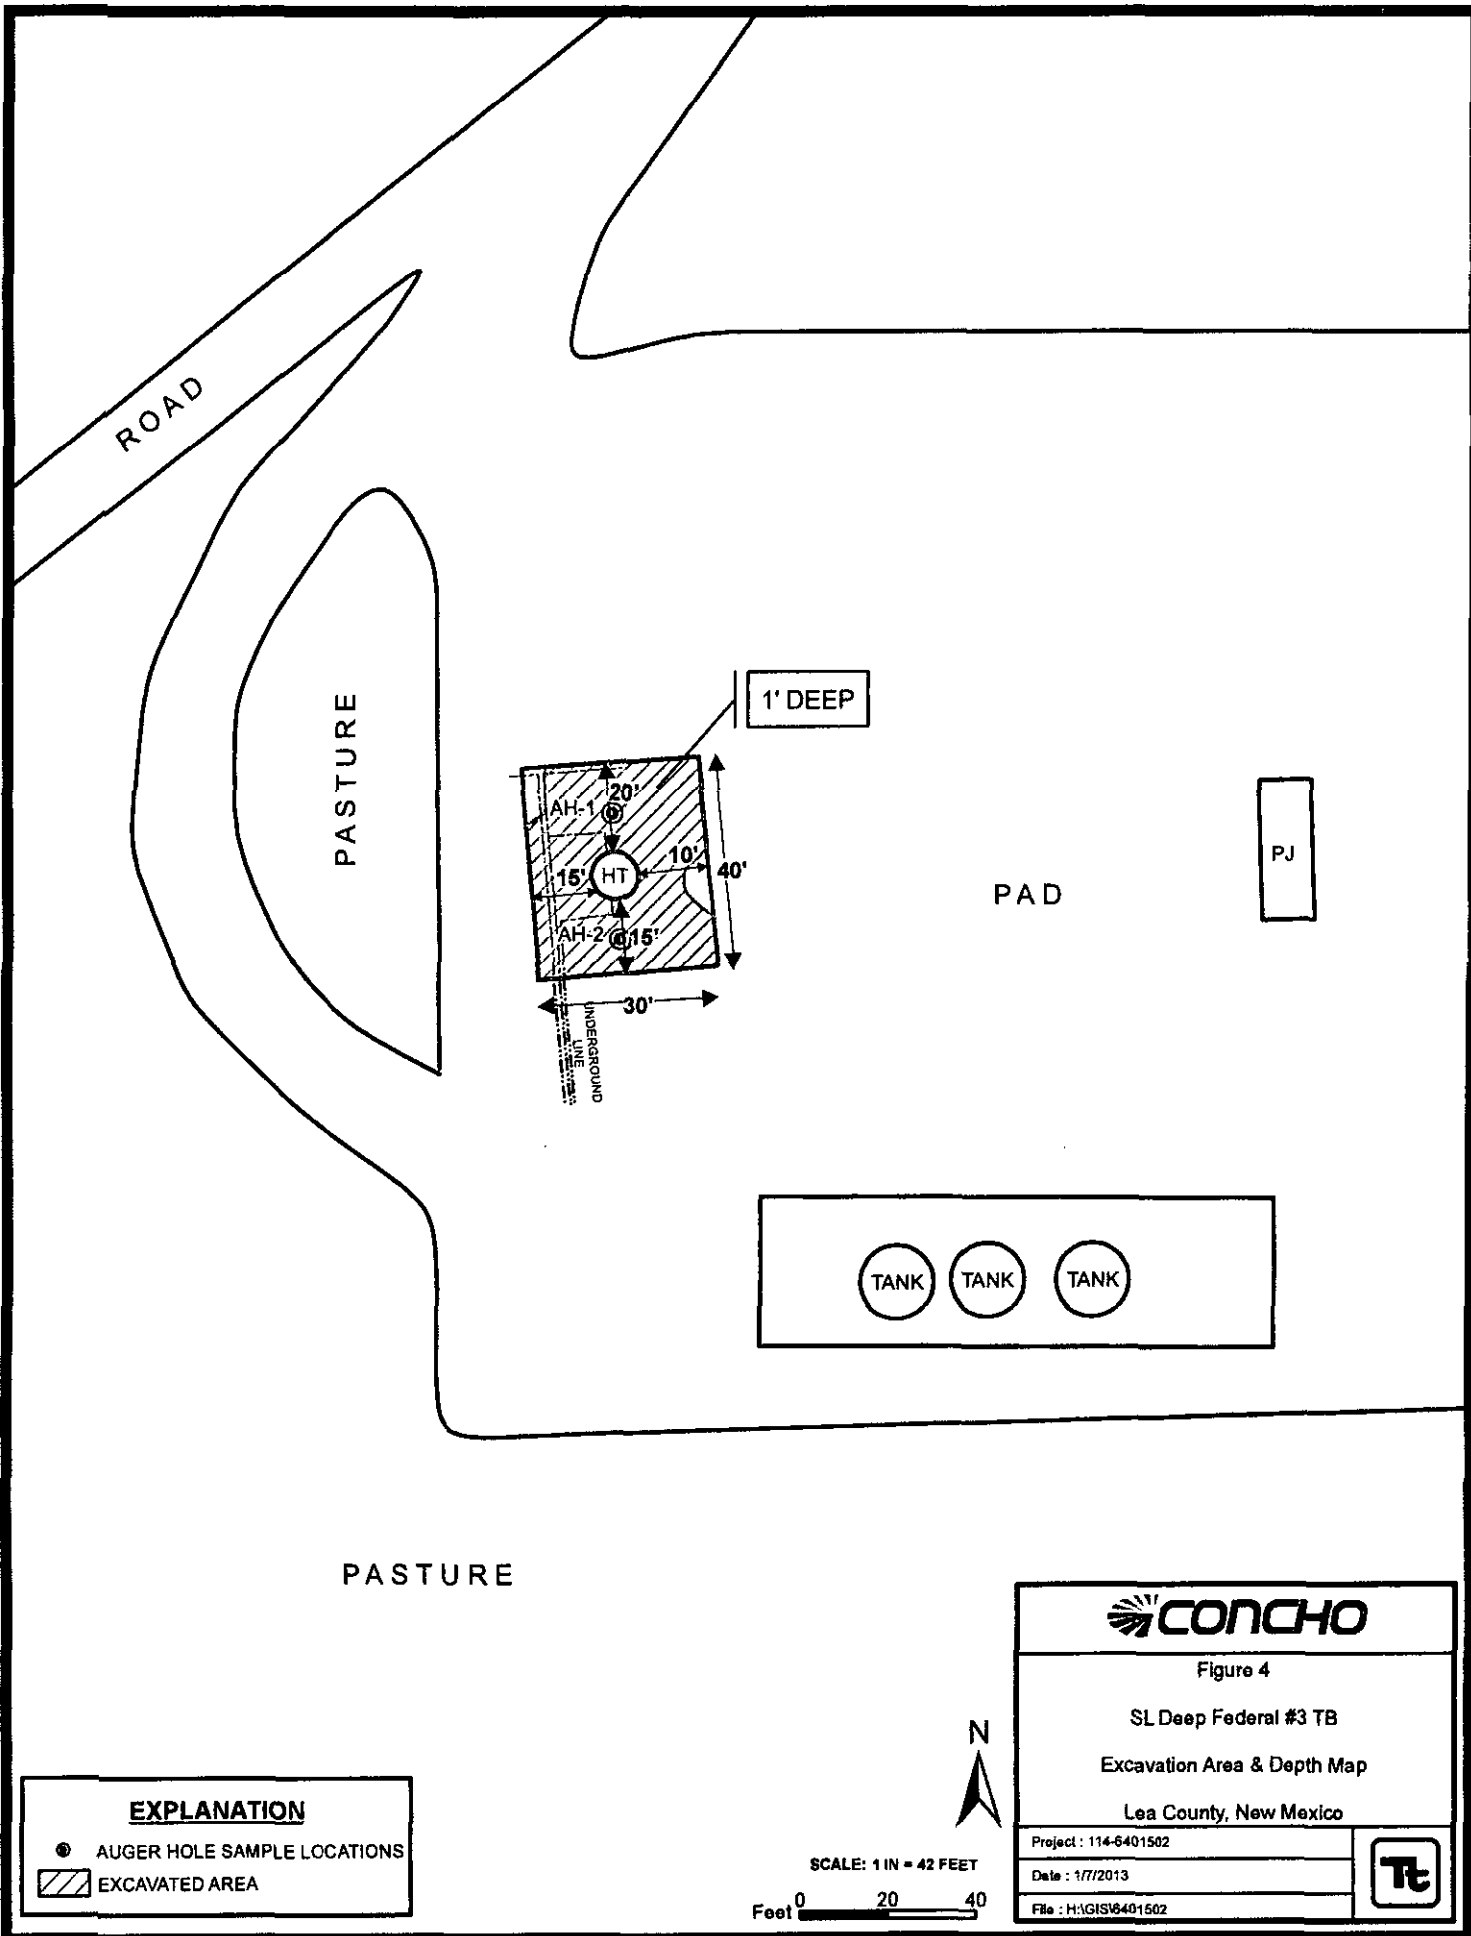 ROAD
PASTURE
1' DEEP
AH-1
20'
HT
10'
15'
40'
AH-2
15'
30'
UNDERGROUND
LINE
PAD
PJ
TANK TANK TANK
PASTURE
CONCHO
Figure 4
SL Deep Federal #3 TB
Excavation Area & Depth Map
Lea County, New Mexico
Project : 114-6401502
Date : 1/7/2013
File : H:\GIS\6401502
Tt
N
SCALE: 1 IN = 42 FEET
Feet 0 20 40
EXPLANATION
AUGER HOLE SAMPLE LOCATIONS
EXCAVATED AREA